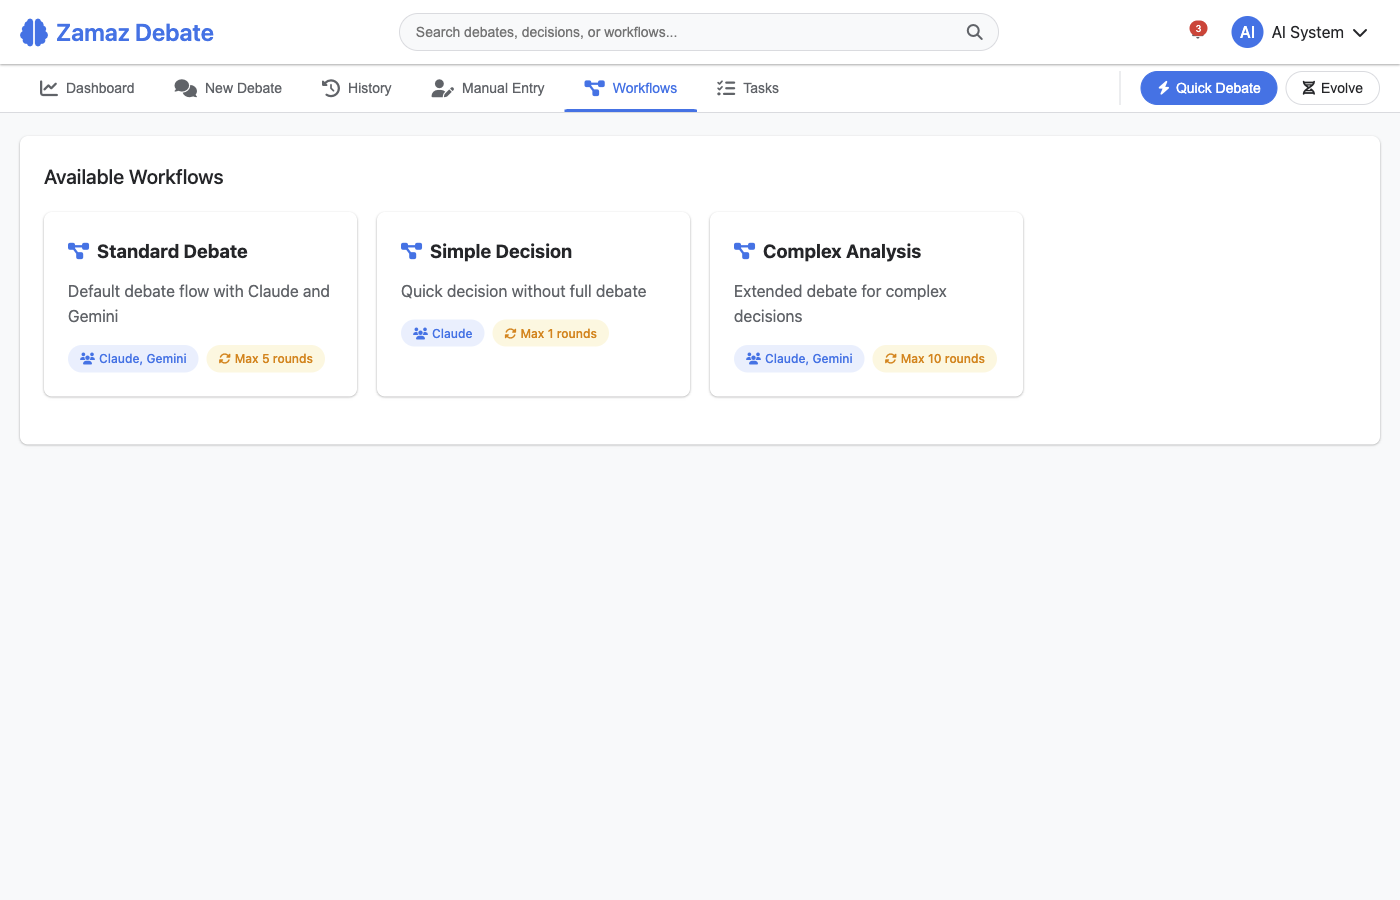 Zamaz Debate
Search debates, decisions, or workflows...
3
AI
AI System
Dashboard
New Debate
History
Manual Entry
Workflows
Tasks
Quick Debate
Evolve
Available Workflows
Standard Debate
Default debate flow with Claude and
Gemini
Claude, Gemini
Max 5 rounds
Simple Decision
Quick decision without full debate
Claude
Max 1 rounds
Complex Analysis
Extended debate for complex
decisions
Claude, Gemini
Max 10 rounds